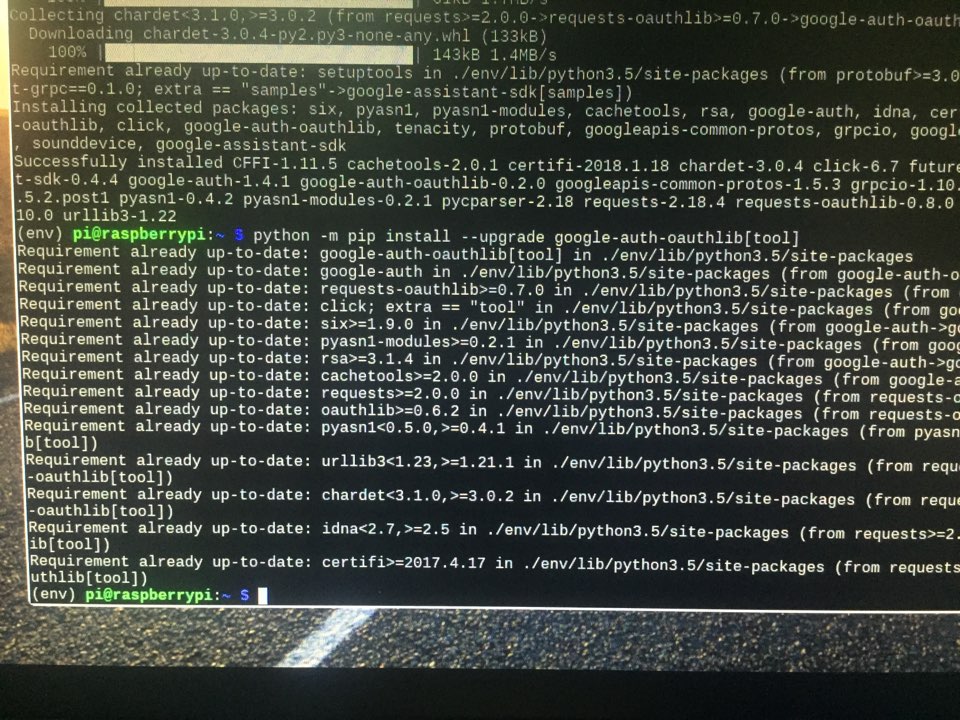 100% | | 61kB 1.7MB/s
Collecting chardet<3.1.0,>=3.0.2 (from requests>=2.0.0->requests-oauthlib>=0.7.0->google-auth-oauth
Downloading chardet-3.0.4-py2.py3-none-any.whl (133kB)
100% | | 143kB 1.4MB/s
Requirement already up-to-date: setuptools in ./env/lib/python3.5/site-packages (from protobuf>=3.0
t-grpc==0.1.0; extra == "samples"->google-assistant-sdk[samples])
Installing collected packages: six, pyasn1, pyasn1-modules, cachetools, rsa, google-auth, idna, cer
-oauthlib, click, google-auth-oauthlib, tenacity, protobuf, googleapis-common-protos, grpcio, googl
, sounddevice, google-assistant-sdk
Successfully installed CFFI-1.11.5 cachetools-2.0.1 certifi-2018.1.18 chardet-3.0.4 click-6.7 future
t-sdk-0.4.4 google-auth-1.4.1 google-auth-oauthlib-0.2.0 googleapis-common-protos-1.5.3 grpcio-1.10.
.5.2.post1 pyasn1-0.4.2 pyasn1-modules-0.2.1 pycparser-2.18 requests-2.18.4 requests-oauthlib-0.8.0
10.0 urllib3-1.22
(env) pi@raspberrypi:~ $ python -m pip install --upgrade google-auth-oauthlib[tool]
Requirement already up-to-date: google-auth-oauthlib[tool] in ./env/lib/python3.5/site-packages
Requirement already up-to-date: google-auth in ./env/lib/python3.5/site-packages (from google-auth-o
Requirement already up-to-date: requests-oauthlib>=0.7.0 in ./env/lib/python3.5/site-packages (from
Requirement already up-to-date: click; extra == "tool" in ./env/lib/python3.5/site-packages (from go
Requirement already up-to-date: six>=1.9.0 in ./env/lib/python3.5/site-packages (from google-auth->go
Requirement already up-to-date: pyasn1-modules>=0.2.1 in ./env/lib/python3.5/site-packages (from goog
Requirement already up-to-date: rsa>=3.1.4 in ./env/lib/python3.5/site-packages (from google-auth->go
Requirement already up-to-date: cachetools>=2.0.0 in ./env/lib/python3.5/site-packages (from google-a
Requirement already up-to-date: requests>=2.0.0 in ./env/lib/python3.5/site-packages (from requests-o
Requirement already up-to-date: oauthlib>=0.6.2 in ./env/lib/python3.5/site-packages (from requests-o
Requirement already up-to-date: pyasn1<0.5.0,>=0.4.1 in ./env/lib/python3.5/site-packages (from pyasn
b[tool])
Requirement already up-to-date: urllib3<1.23,>=1.21.1 in ./env/lib/python3.5/site-packages (from requ
-oauthlib[tool])
Requirement already up-to-date: chardet<3.1.0,>=3.0.2 in ./env/lib/python3.5/site-packages (from reque
-oauthlib[tool])
Requirement already up-to-date: idna<2.7,>=2.5 in ./env/lib/python3.5/site-packages (from requests>=2.
ib[tool])
Requirement already up-to-date: certifi>=2017.4.17 in ./env/lib/python3.5/site-packages (from requests
uthlib[tool])
(env) pi@raspberrypi:~ $